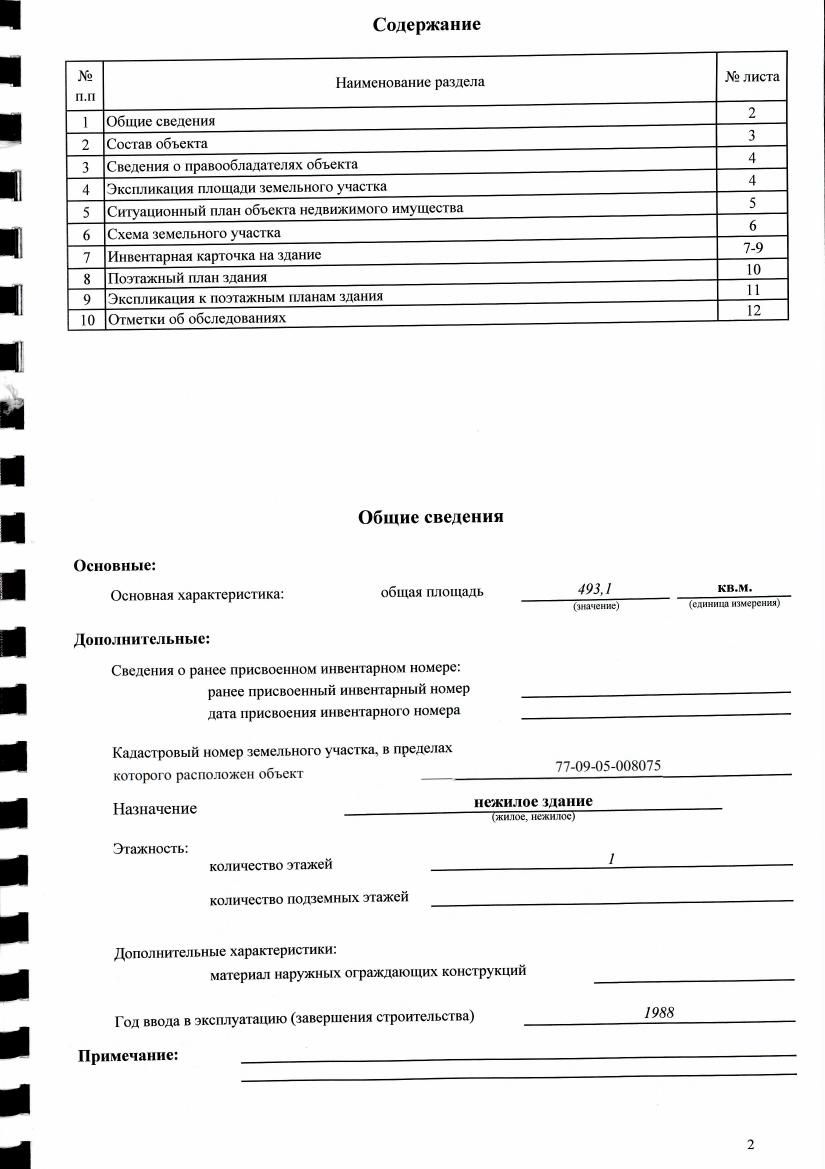 Содержание
№ п.п Наименование раздела № листа
1 Общие сведения 2
2 Состав объекта 3
3 Сведения о правообладателях объекта 4
4 Экспликация площади земельного участка 4
5 Ситуационный план объекта недвижимого имущества 5
6 Схема земельного участка 6
7 Инвентарная карточка на здание 7-9
8 Поэтажный план здания 10
9 Экспликация к поэтажным планам здания 11
10 Отметки об обследованиях 12
Общие сведения
Основные:
Основная характеристика: общая площадь 493,1 кв.м.
(значение) (единица измерения)
Дополнительные:
Сведения о ранее присвоенном инвентарном номере:
ранее присвоенный инвентарный номер
дата присвоения инвентарного номера
Кадастровый номер земельного участка, в пределах
которого расположен объект 77-09-05-008075
Назначение нежилое здание
(жилое, нежилое)
Этажность:
количество этажей 1
количество подземных этажей
Дополнительные характеристики:
материал наружных ограждающих конструкций
Год ввода в эксплуатацию (завершения строительства) 1988
Примечание:
2